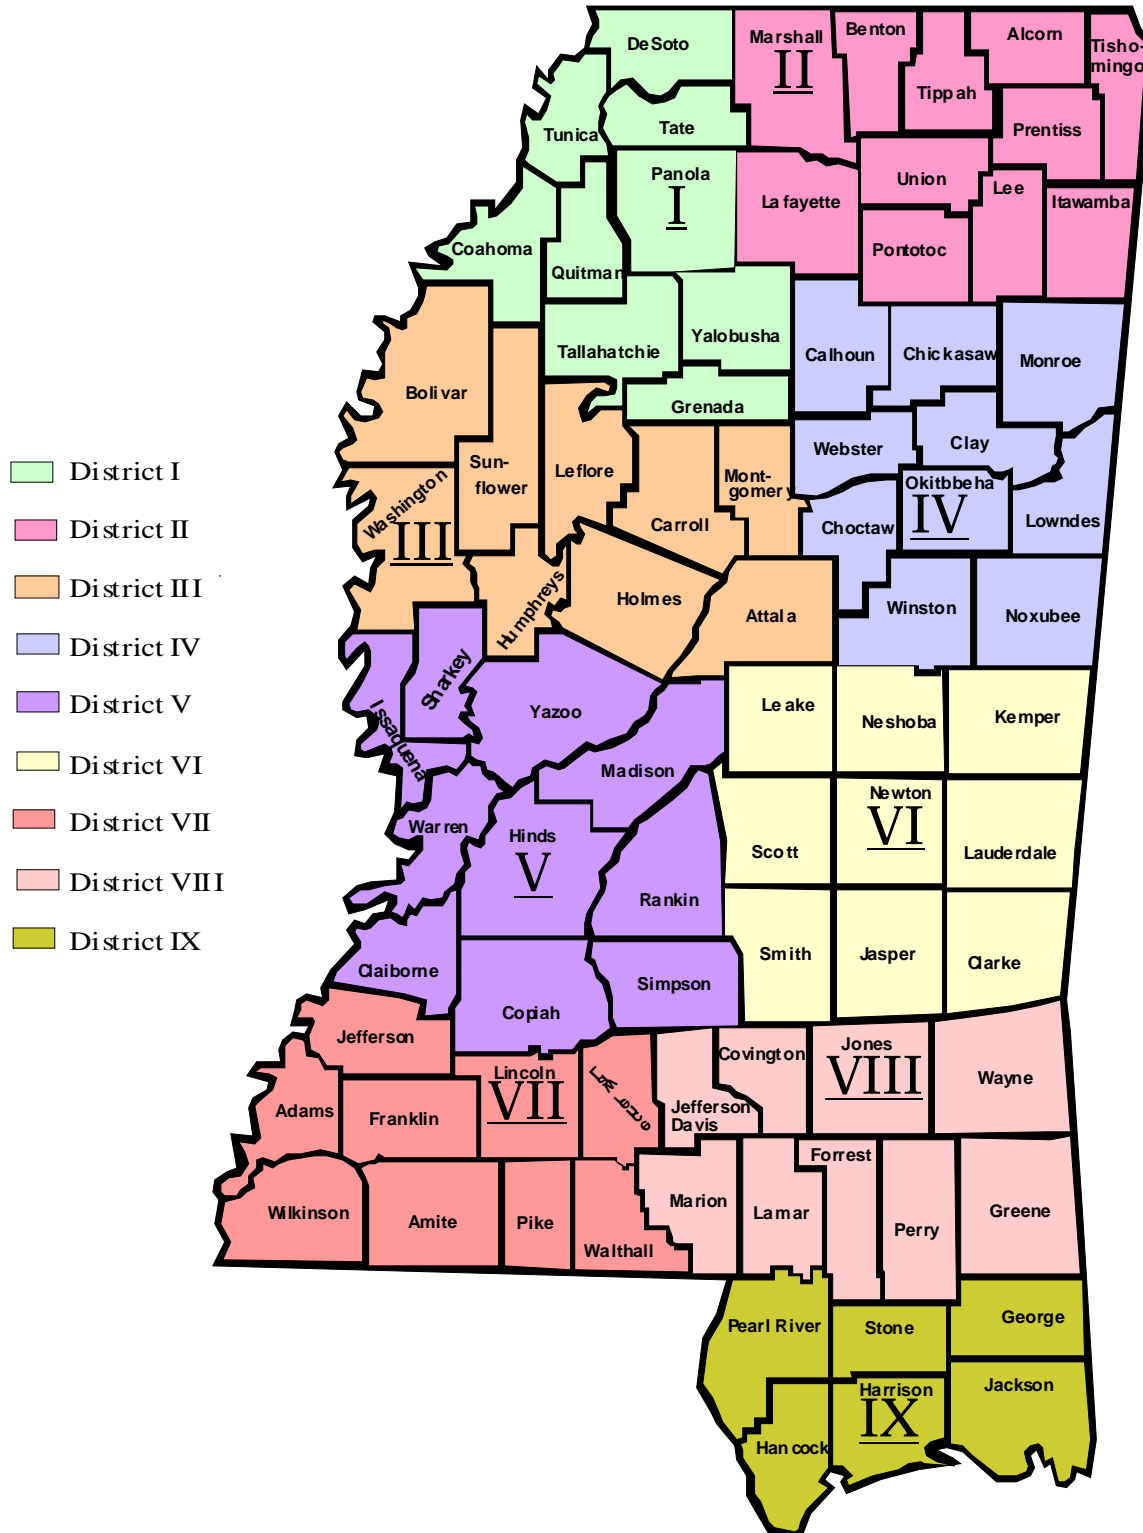 DeSoto
Marshall
II
Benton
Tippah
Alcorn
Tisho-
mingo
Tunica
Tate
Prentiss
Panola
I
Lafayette
Union
Lee
Itawamba
Coahoma
Quitman
Pontotoc
Tallahatchie
Yalobusha
Calhoun
Chickasaw
Monroe
Bolivar
Grenada
Webster
Clay
Sun-
flower
Leflore
Carroll
Mont-
gomery
Choctaw
Okitbbeha
IV
Lowndes
Washington
III
Humphreys
Holmes
Attala
Winston
Noxubee
Sharkey
Issaquena
Yazoo
Leake
Neshoba
Kemper
Madison
Warren
Hinds
V
Rankin
Scott
Newton
VI
Lauderdale
Claiborne
Copiah
Simpson
Smith
Jasper
Clarke
Jefferson
Lincoln
VII
Covington
Jones
VIII
Wayne
Adams
Franklin
Jefferson
Davis
Wilkinson
Amite
Pike
Walthall
Marion
Lamar
Forrest
Perry
Greene
Pearl River
Stone
George
Hancock
Harrison
IX
Jackson
District I
District II
District III
District IV
District V
District VI
District VII
District VIII
District IX